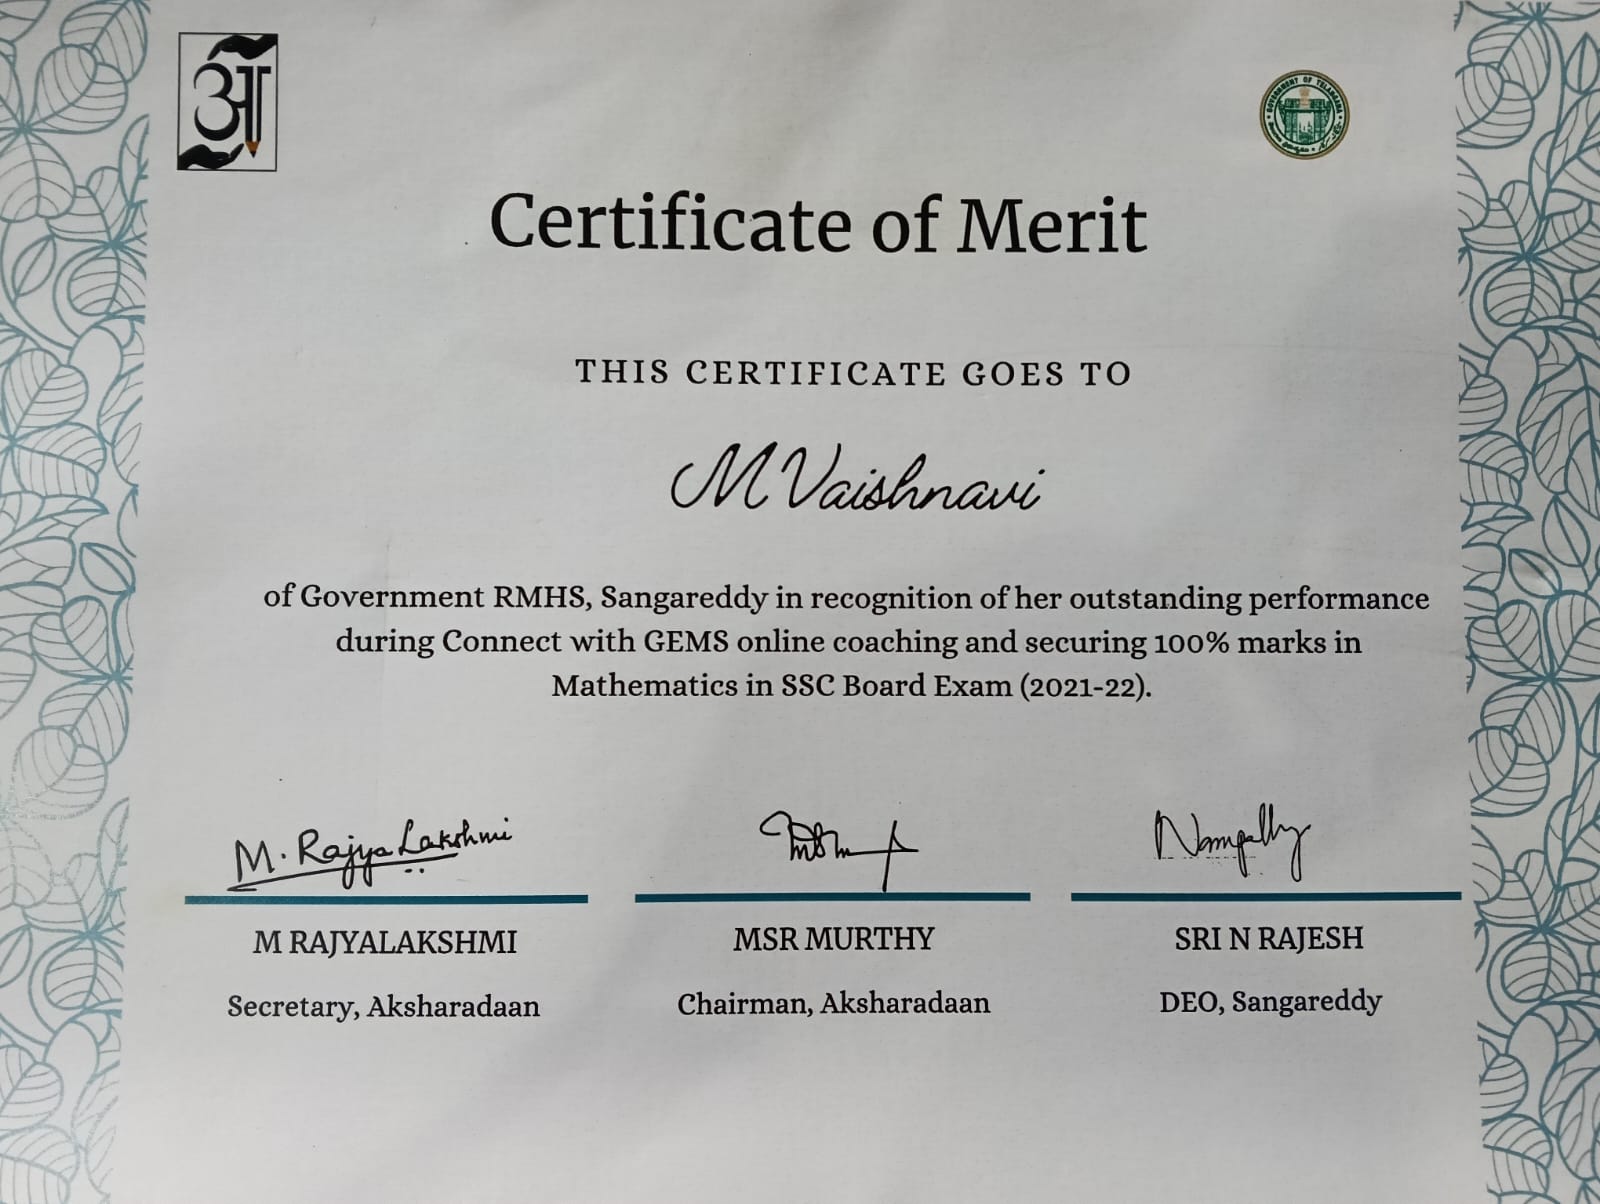 अ
GOVERNMENT OF TELANGANA
Certificate of Merit
THIS CERTIFICATE GOES TO
M Vaishnavi
of Government RMHS, Sangareddy in recognition of her outstanding performance
during Connect with GEMS online coaching and securing 100% marks in
Mathematics in SSC Board Exam (2021-22).
M. Rajya Lakshmi
Nampally
M RAJYALAKSHMI
MSR MURTHY
SRI N RAJESH
Secretary, Aksharadaan
Chairman, Aksharadaan
DEO, Sangareddy